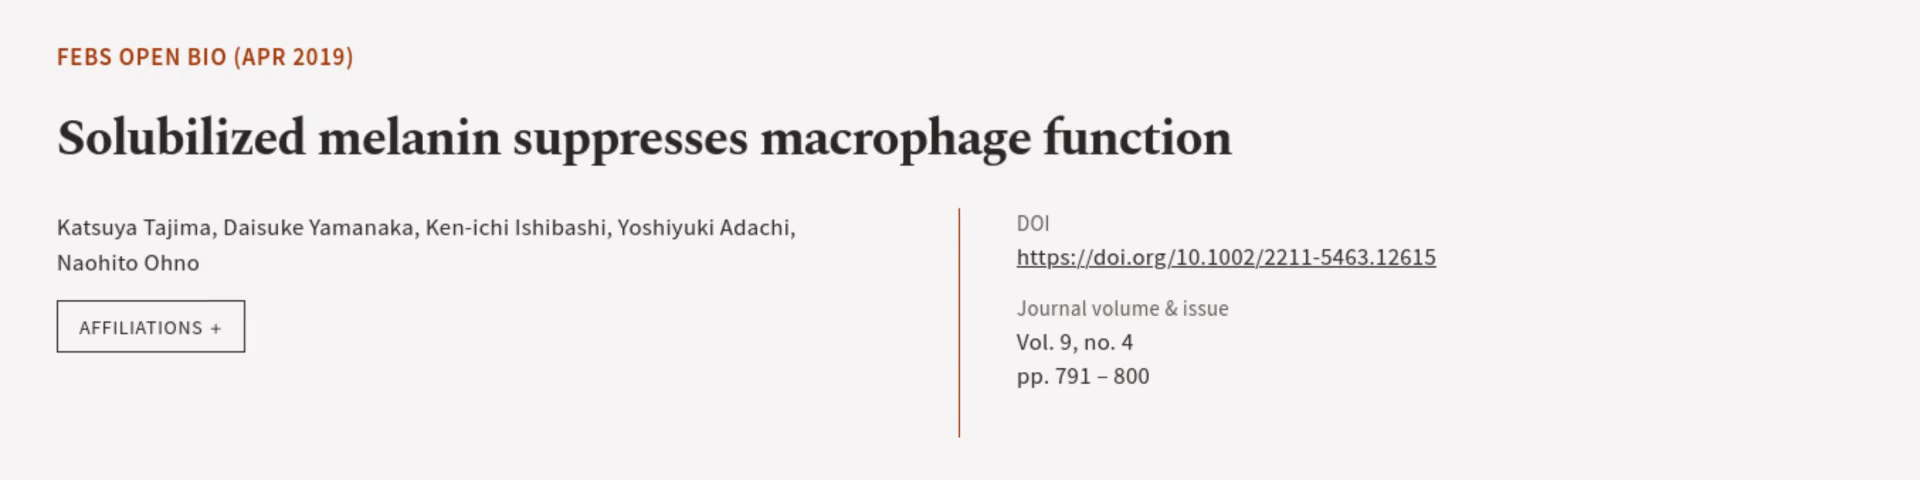 FEBS OPEN BIO (APR 2019)
Solubilized melanin suppresses macrophage function
Katsuya Tajima, Daisuke Yamanaka, Ken-ichi Ishibashi, Yoshiyuki Adachi,
Naohito Ohno
AFFILIATIONS +
DOI
https://doi.org/10.1002/2211-5463.12615
Journal volume & issue
Vol. 9, no. 4
pp. 791 – 800